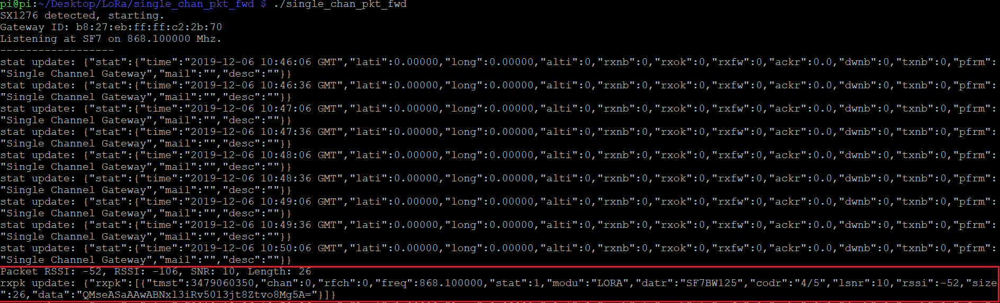 pi@pi:~/Desktop/LoRa/single_chan_pkt_fwd $ ./single_chan_pkt_fwd
SX1276 detected, starting.
Gateway ID: b8:27:eb:ff:ff:c2:2b:70
Listening at SF7 on 868.100000 Mhz.
------------------
stat update: {"stat":{"time":"2019-12-06 10:46:06 GMT","lati":0.00000,"long":0.00000,"alti":0,"rxnb":0,"rxok":0,"rxfw":0,"ackr":0.0,"dwnb":0,"txnb":0,"pfrm":
"Single Channel Gateway","mail":"","desc":""}}
stat update: {"stat":{"time":"2019-12-06 10:46:36 GMT","lati":0.00000,"long":0.00000,"alti":0,"rxnb":0,"rxok":0,"rxfw":0,"ackr":0.0,"dwnb":0,"txnb":0,"pfrm":
"Single Channel Gateway","mail":"","desc":""}}
stat update: {"stat":{"time":"2019-12-06 10:47:06 GMT","lati":0.00000,"long":0.00000,"alti":0,"rxnb":0,"rxok":0,"rxfw":0,"ackr":0.0,"dwnb":0,"txnb":0,"pfrm":
"Single Channel Gateway","mail":"","desc":""}}
stat update: {"stat":{"time":"2019-12-06 10:47:36 GMT","lati":0.00000,"long":0.00000,"alti":0,"rxnb":0,"rxok":0,"rxfw":0,"ackr":0.0,"dwnb":0,"txnb":0,"pfrm":
"Single Channel Gateway","mail":"","desc":""}}
stat update: {"stat":{"time":"2019-12-06 10:48:06 GMT","lati":0.00000,"long":0.00000,"alti":0,"rxnb":0,"rxok":0,"rxfw":0,"ackr":0.0,"dwnb":0,"txnb":0,"pfrm":
"Single Channel Gateway","mail":"","desc":""}}
stat update: {"stat":{"time":"2019-12-06 10:48:36 GMT","lati":0.00000,"long":0.00000,"alti":0,"rxnb":0,"rxok":0,"rxfw":0,"ackr":0.0,"dwnb":0,"txnb":0,"pfrm":
"Single Channel Gateway","mail":"","desc":""}}
stat update: {"stat":{"time":"2019-12-06 10:49:06 GMT","lati":0.00000,"long":0.00000,"alti":0,"rxnb":0,"rxok":0,"rxfw":0,"ackr":0.0,"dwnb":0,"txnb":0,"pfrm":
"Single Channel Gateway","mail":"","desc":""}}
stat update: {"stat":{"time":"2019-12-06 10:49:36 GMT","lati":0.00000,"long":0.00000,"alti":0,"rxnb":0,"rxok":0,"rxfw":0,"ackr":0.0,"dwnb":0,"txnb":0,"pfrm":
"Single Channel Gateway","mail":"","desc":""}}
stat update: {"stat":{"time":"2019-12-06 10:50:06 GMT","lati":0.00000,"long":0.00000,"alti":0,"rxnb":0,"rxok":0,"rxfw":0,"ackr":0.0,"dwnb":0,"txnb":0,"pfrm":
"Single Channel Gateway","mail":"","desc":""}}
Packet RSSI: -52, RSSI: -106, SNR: 10, Length: 26
rxpk update: {"rxpk":[{"tmst":3479060350,"chan":0,"rfch":0,"freq":868.100000,"stat":1,"modu":"LORA","datr":"SF7BW125","codr":"4/5","lsnr":10,"rssi":-52,"size
":26,"data":"QMseASaAAwABNxl3iRv5013jt8Ztvo8Mg5A="}]}